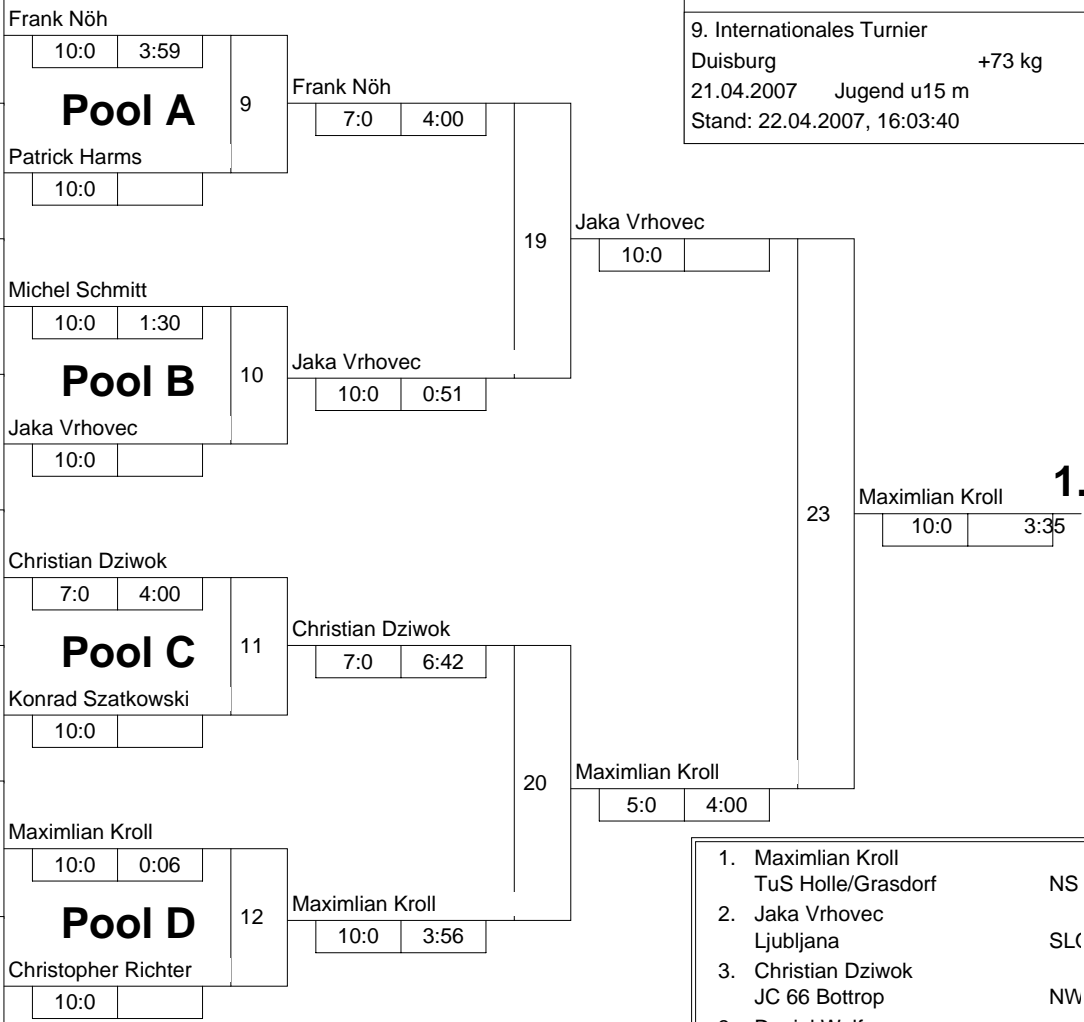 Frank Nöh
10:0 3:59
Pool A
9
Patrick Harms
10:0
Michel Schmitt
10:0 1:30
Pool B
10
Jaka Vrhovec
10:0
Christian Dziwok
7:0 4:00
Pool C
11
Konrad Szatkowski
10:0
Maximlian Kroll
10:0 0:06
Pool D
12
Christopher Richter
10:0
Frank Nöh
7:0 4:00
19
Jaka Vrhovec
10:0 0:51
Christian Dziwok
7:0 6:42
20
Maximlian Kroll
10:0 3:56
Jaka Vrhovec
10:0
23
Maximlian Kroll
5:0 4:00
Maximlian Kroll 1.
10:0 3:35
9. Internationales Turnier
Duisburg +73 kg
21.04.2007 Jugend u15 m
Stand: 22.04.2007, 16:03:40
1. Maximlian Kroll
TuS Holle/Grasdorf NS
2. Jaka Vrhovec
Ljubljana SLO
3. Christian Dziwok
JC 66 Bottrop NW